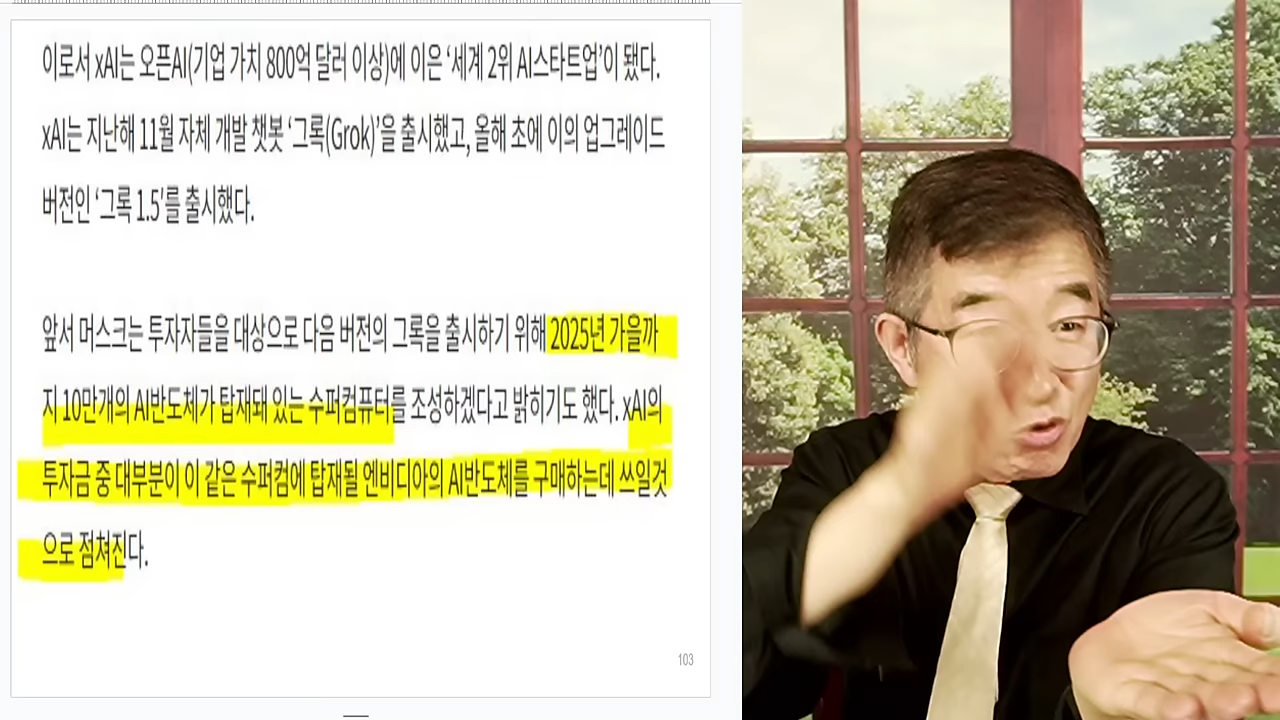 이로서 xAI는 오픈AI(기업 가치 800억 달러 이상)에 이은 ‘세계 2위 AI스타트업’이 됐다.
xAI는 지난해 11월 자체 개발 챗봇 ‘그록(Grok)’을 출시했고, 올해 초에 이의 업그레이드
버전인 ‘그록 1.5’를 출시했다.
앞서 머스크는 투자자들을 대상으로 다음 버전의 그록을 출시하기 위해 2025년 가을까
지 10만개의 AI반도체가 탑재돼 있는 수퍼컴퓨터를 조성하겠다고 밝히기도 했다. xAI의
투자금 중 대부분이 이 같은 수퍼컴에 탑재될 엔비디아의 AI반도체를 구매하는데 쓰일것
으로 점쳐진다.
103